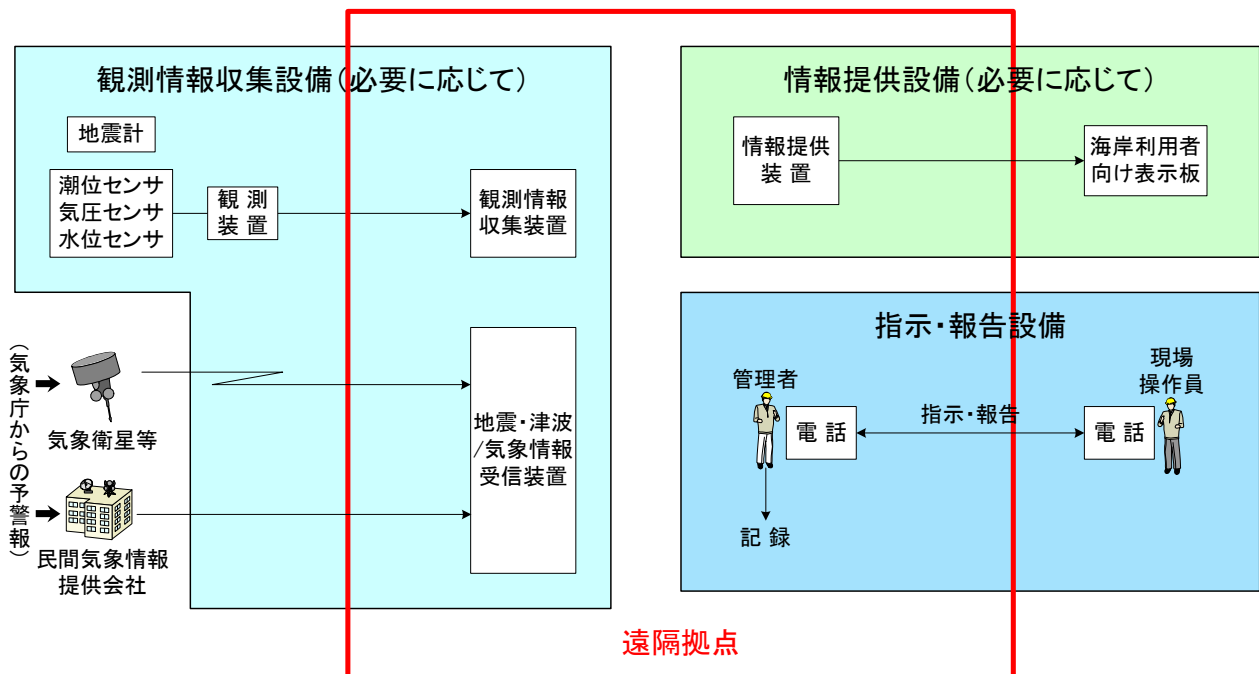 観測情報収集設備(必要に応じて)
地震計
潮位センサ
気圧センサ
水位センサ
観 測
装 置
観測情報
収集装置
(気象庁からの予警報)
気象衛星等
民間気象情報
提供会社
地震・津波
/気象情報
受信装置
情報提供設備(必要に応じて)
情報提供
装 置
海岸利用者
向け表示板
指示・報告設備
管理者
電 話
指示・報告
現場
操作員
電 話
記 録
遠隔拠点